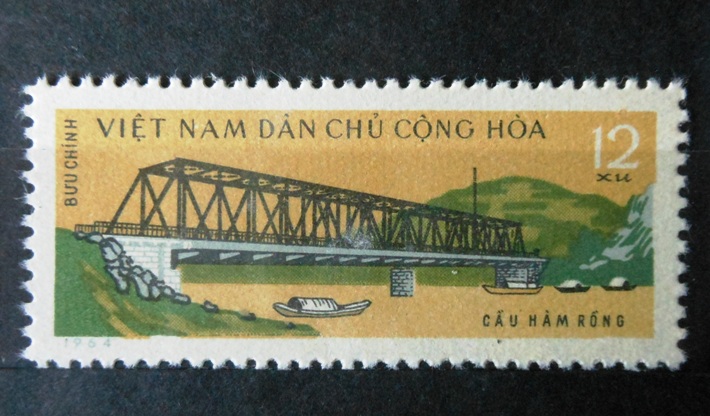 VIỆT NAM DÂN CHỦ CỘNG HÒA
BƯU CHÍNH
12
xu
CẦU HÀM RỒNG
1964